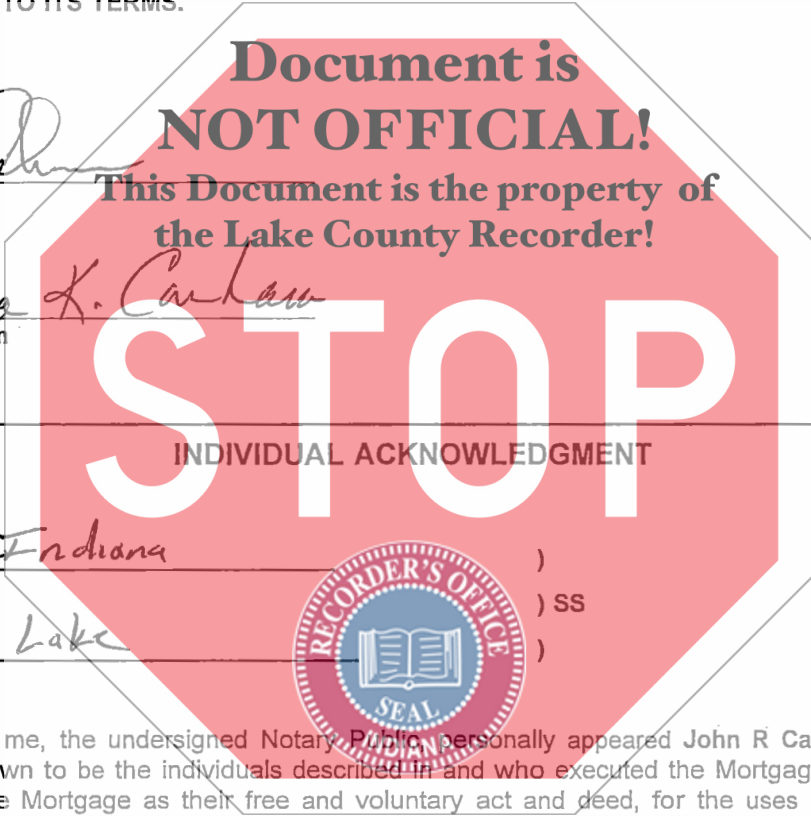 TO ITS TERMS.
Document is
NOT OFFICIAL!
This Document is the property of
the Lake County Recorder!
K. Canham
STOP
INDIVIDUAL ACKNOWLEDGMENT
Indiana )
) SS
Lake )
RECORDER'S OFFICE
SEAL
INDIANA
me, the undersigned Notary Public, personally appeared John R Ca
wn to be the individuals described in and who executed the Mortgag
e Mortgage as their free and voluntary act and deed, for the uses